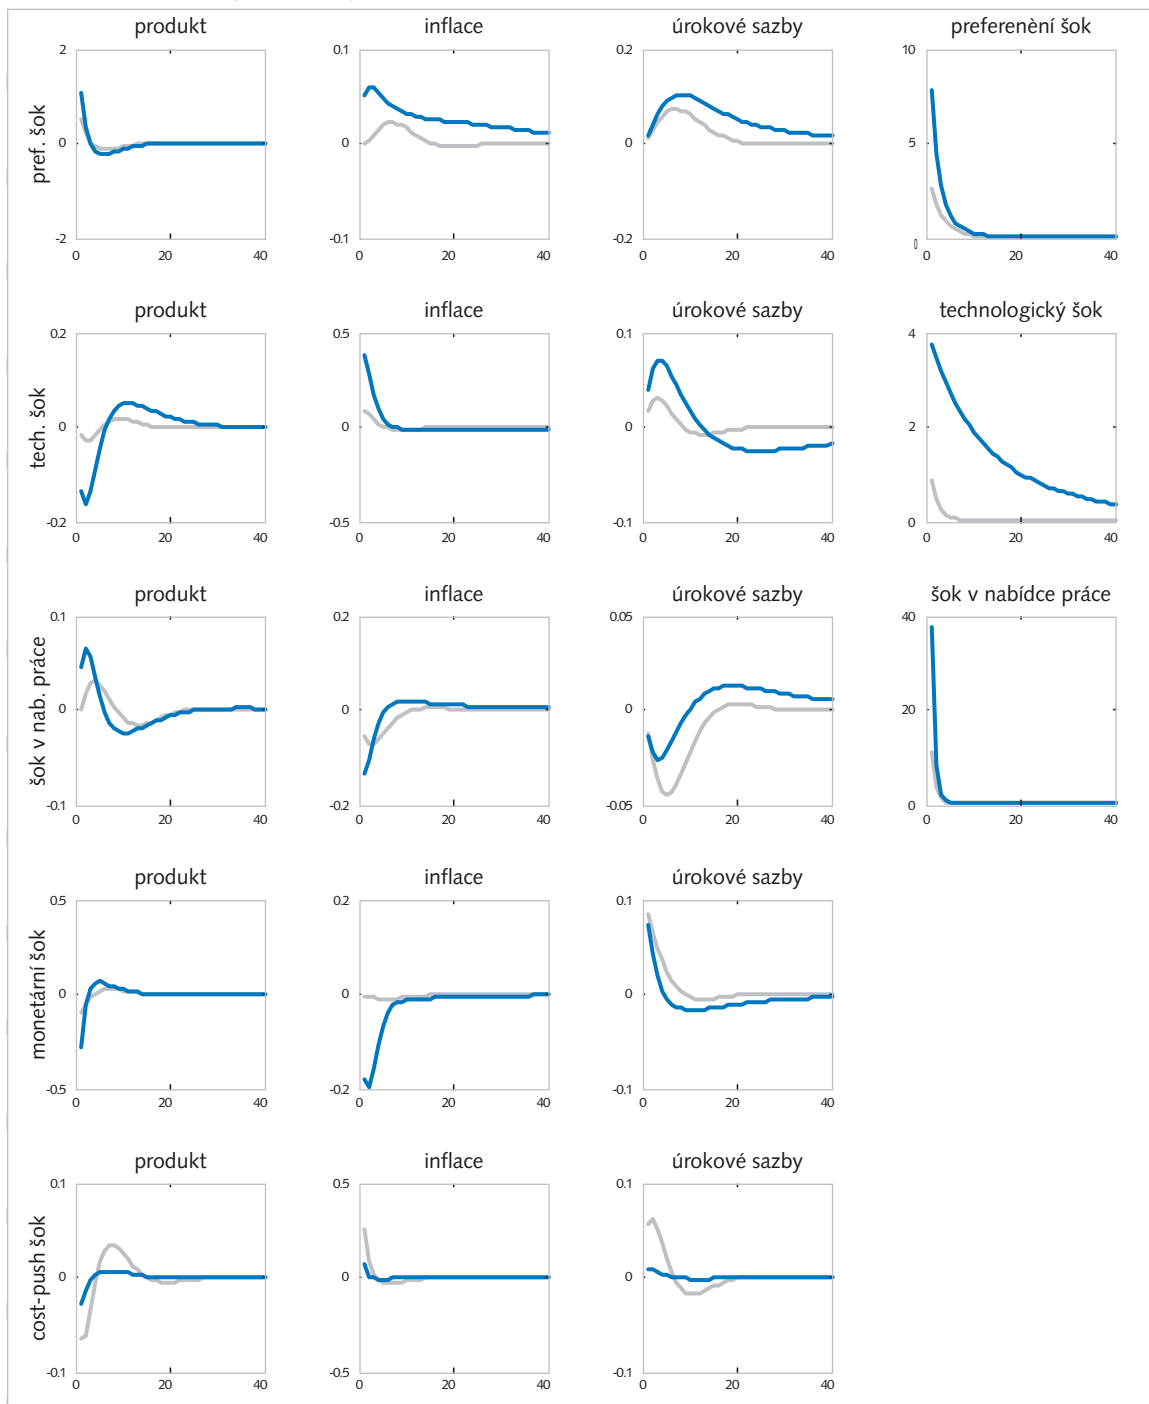 produkt inflace úrokové sazby preferenèní šok
pref. šok
2 0.1 0.2 10
0 0 0 5
-2 -0.1 -0.2 0
0 20 40 0 20 40 0 20 40 0 20 40
produkt inflace úrokové sazby technologický šok
tech. šok
0.2 0.5 0.1 4
0 0 0 2
-0.2 -0.5 -0.1 0
0 20 40 0 20 40 0 20 40 0 20 40
produkt inflace úrokové sazby šok v nabídce práce
šok v nab. práce
0.1 0.2 0.05 40
0 0 0 20
-0.1 -0.2 -0.05 0
0 20 40 0 20 40 0 20 40 0 20 40
produkt inflace úrokové sazby
monetární šok
0.5 0.2 0.1
0 0 0
-0.5 -0.2 -0.1
0 20 40 0 20 40 0 20 40
produkt inflace úrokové sazby
cost-push šok
0.1 0.5 0.1
0 0 0
-0.1 -0.5 -0.1
0 20 40 0 20 40 0 20 40